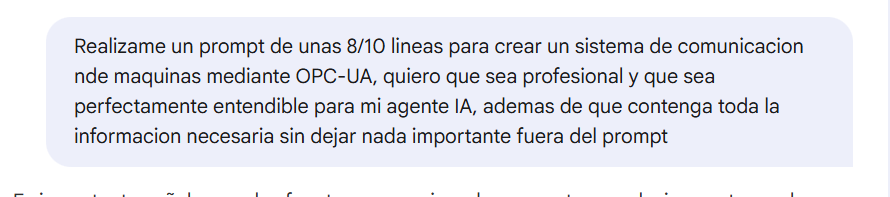 Realizame un prompt de unas 8/10 lineas para crear un sistema de comunicacion
nde maquinas mediante OPC-UA, quiero que sea profesional y que sea
perfectamente entendible para mi agente IA, ademas de que contenga toda la
informacion necesaria sin dejar nada importante fuera del prompt